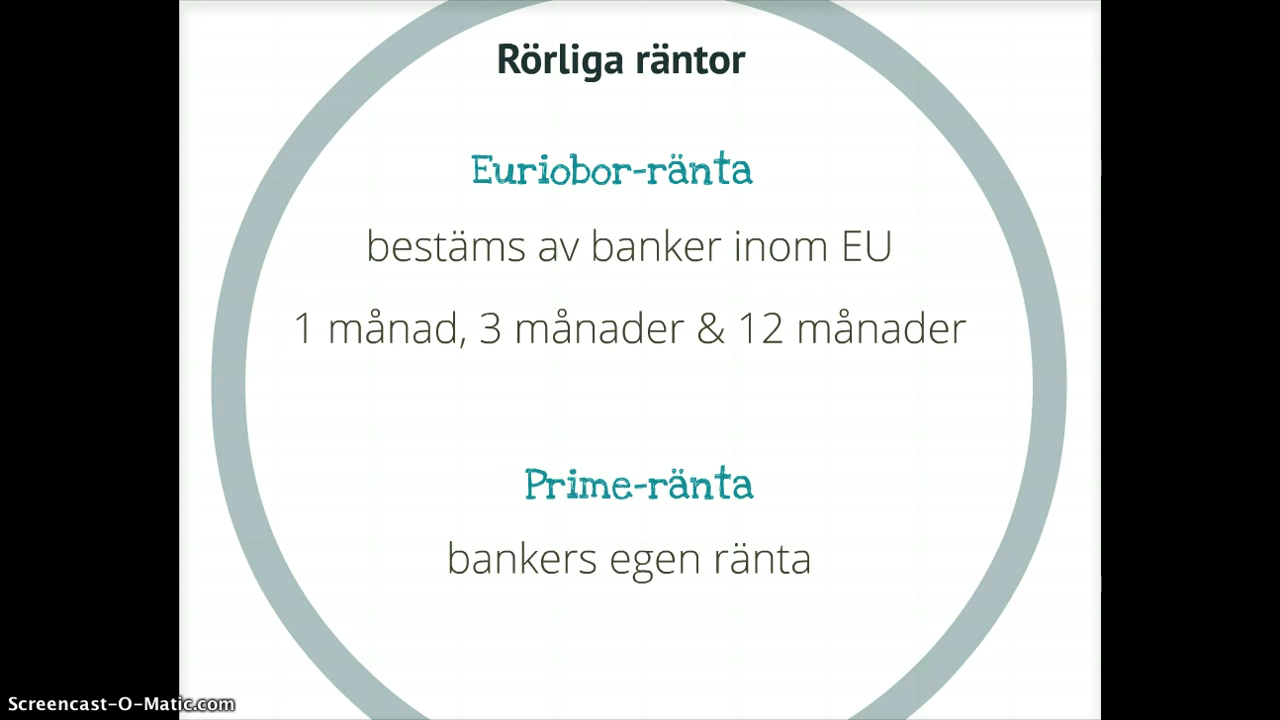 Rörliga räntor
Euriobor-ränta
bestäms av banker inom EU
1 månad, 3 månader & 12 månader
Prime-ränta
bankers egen ränta
Screencast-O-Matic.com